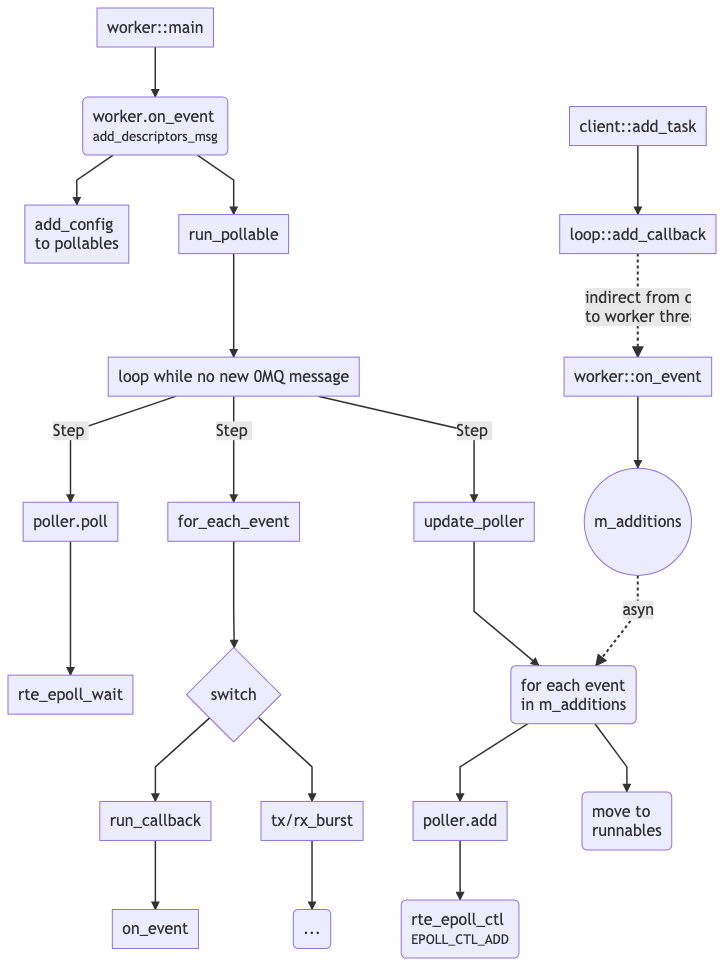 worker::main
worker.on_event
add_descriptors_msg
client::add_task
add_config
to pollables
run_pollable
loop::add_callback
indirect from
to worker
loop while no new 0MQ message
worker::on_event
Step
Step
Step
poller.poll
for_each_event
update_poller
m_additions
asyn
rte_epoll_wait
switch
for each event
in m_additions
run_callback
tx/rx_burst
poller.add
move to
runnables
on_event
...
rte_epoll_ctl
EPOLL_CTL_ADD